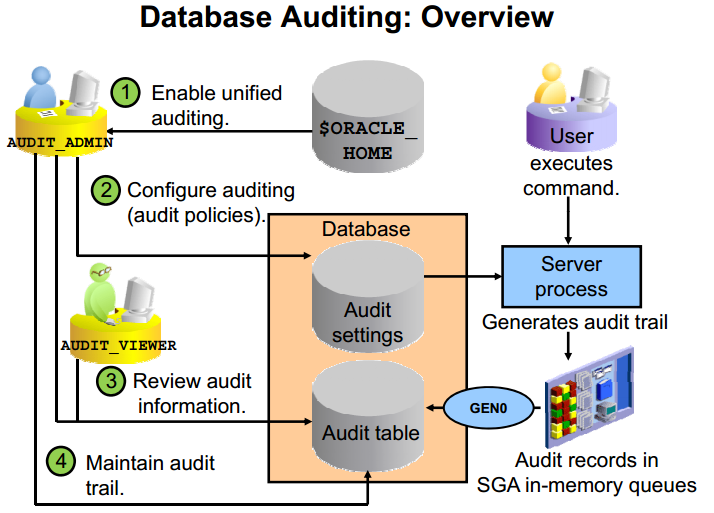 Database Auditing: Overview
1
Enable unified
auditing.
$ORACLE_
HOME
AUDIT_ADMIN
User
executes
command.
2
Configure auditing
(audit policies).
Database
Audit
settings
Server
process
Generates audit trail
AUDIT_VIEWER
3
Review audit
information.
Audit table
GEN0
4
Maintain audit
trail.
Audit records in
SGA in-memory queues